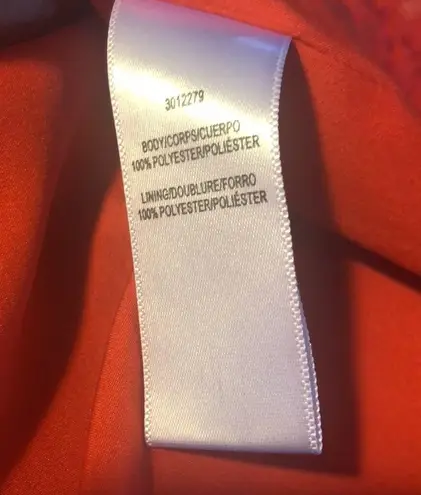 3012279
BODY/CORPS/CUERPO
100% POLYESTER/POLIÉSTER
LINING/DOUBLURE/FORRO
100% POLYESTER/POLIÉSTER